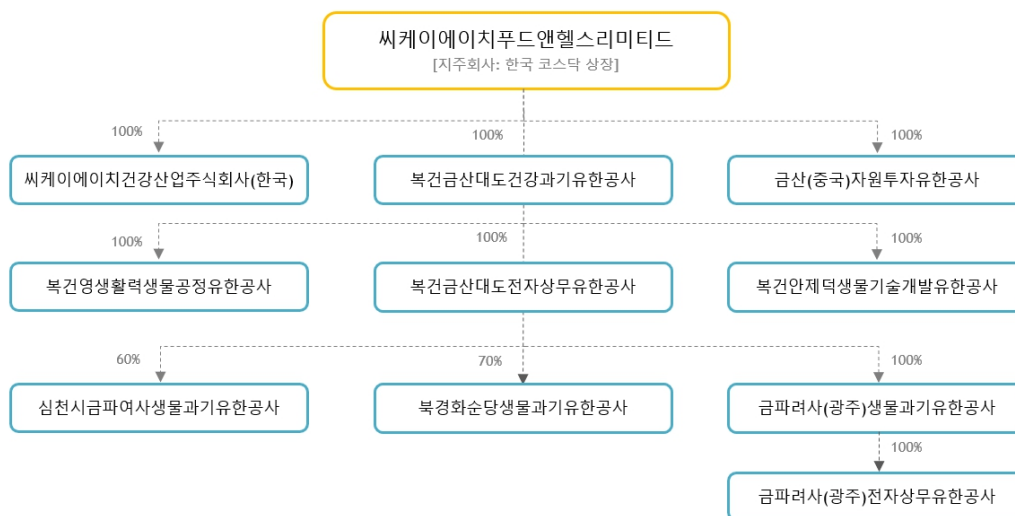 씨케이에이치푸드앤헬스리미티드
[지주회사: 한국 코스닥 상장]
100%
100%
100%
씨케이에이치건강산업주식회사(한국)
복건금산대도건강과기유한공사
금산(중국)자원투자유한공사
100%
100%
100%
복건영생활력생물공정유한공사
복건금산대도전자상무유한공사
복건안제덕생물기술개발유한공사
60%
70%
100%
심천시금파여사생물과기유한공사
북경화순당생물과기유한공사
금파려사(광주)생물과기유한공사
100%
금파려사(광주)전자상무유한공사